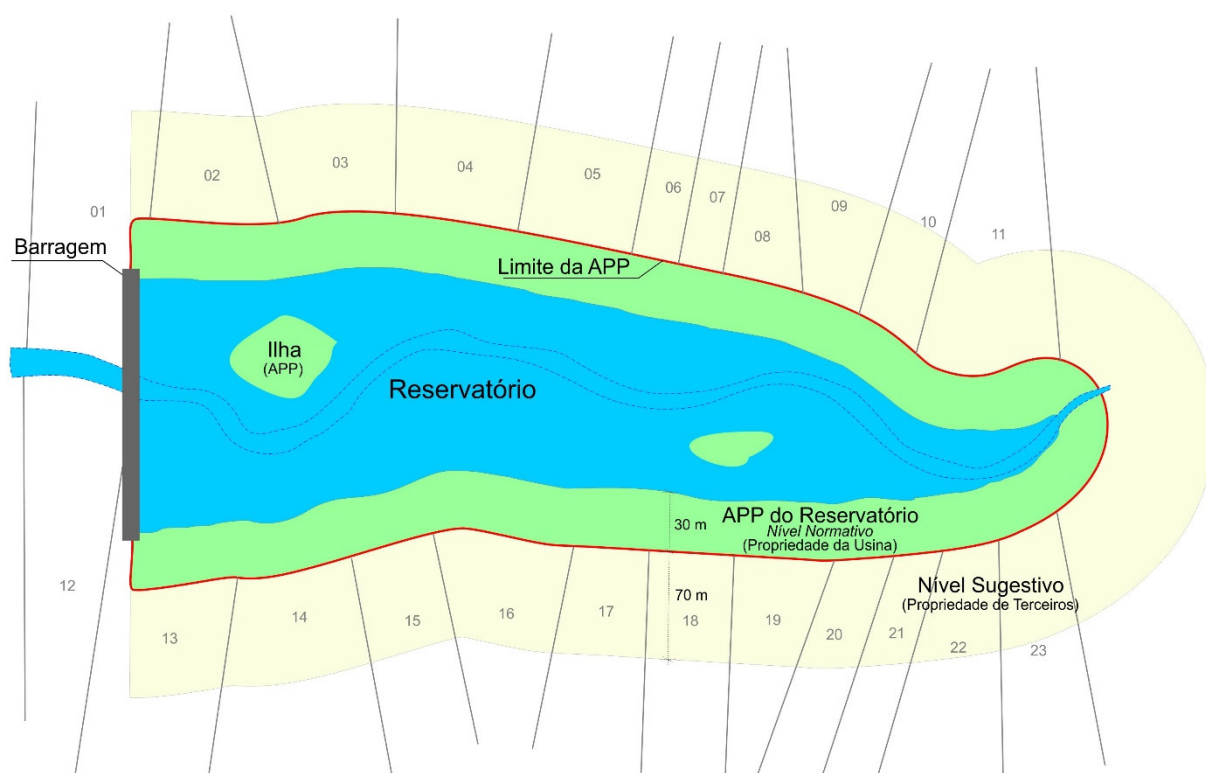 02
03
04
05
06
07
08
09
10
11
01
Barragem
Limite da APP
Ilha
(APP)
Reservatório
APP do Reservatório
Nível Normativo
(Propriedade da Usina)
30 m
70 m
Nível Sugestivo
(Propriedade de Terceiros)
12
13
14
15
16
17
18
19
20
21
22
23